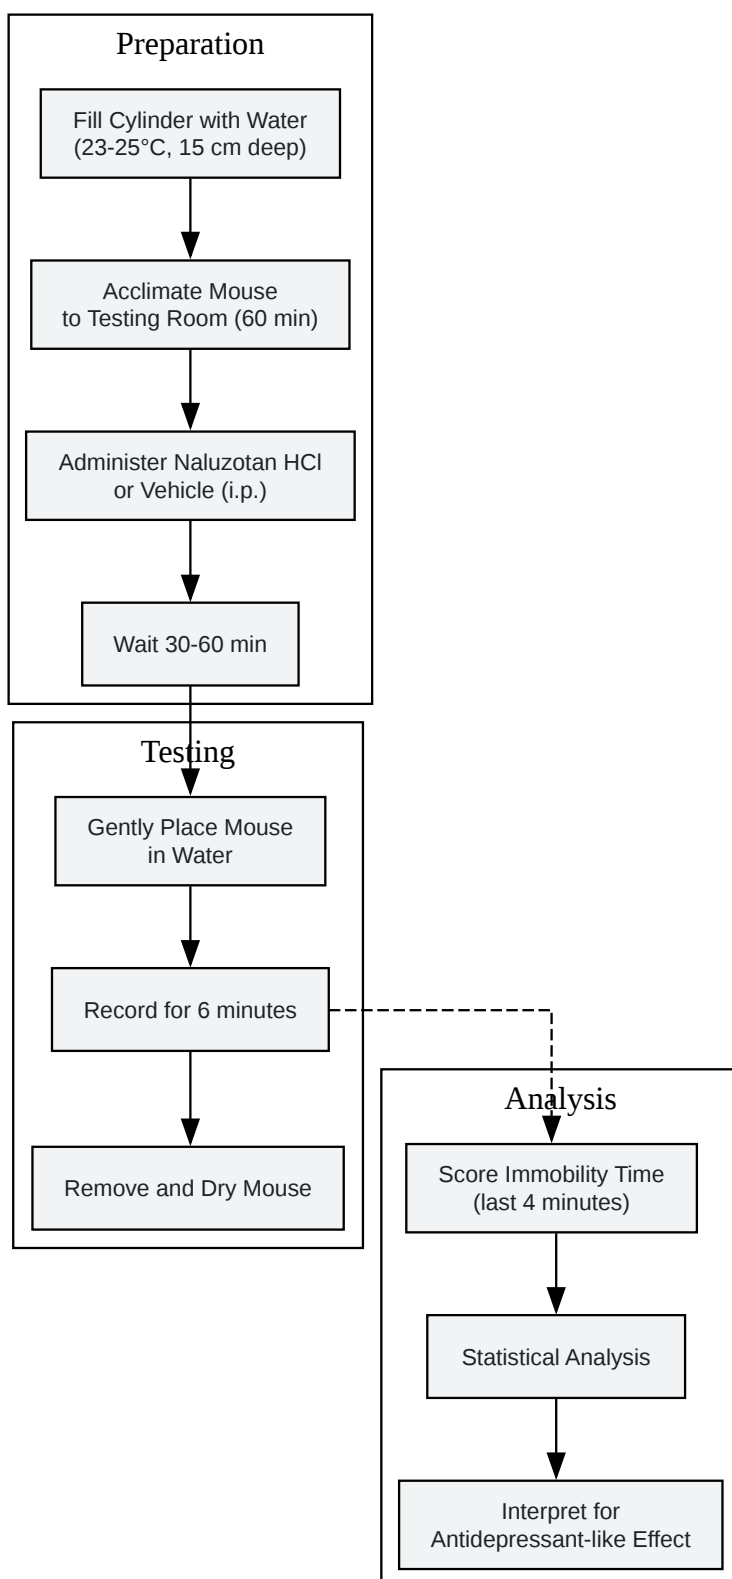 Preparation
Fill Cylinder with Water
(23-25°C, 15 cm deep)
Acclimate Mouse
to Testing Room (60 min)
Administer Naluzotan HCl
or Vehicle (i.p.)
Wait 30-60 min
Testing
Gently Place Mouse
in Water
Record for 6 minutes
Remove and Dry Mouse
Analysis
Score Immobility Time
(last 4 minutes)
Statistical Analysis
Interpret for
Antidepressant-like Effect